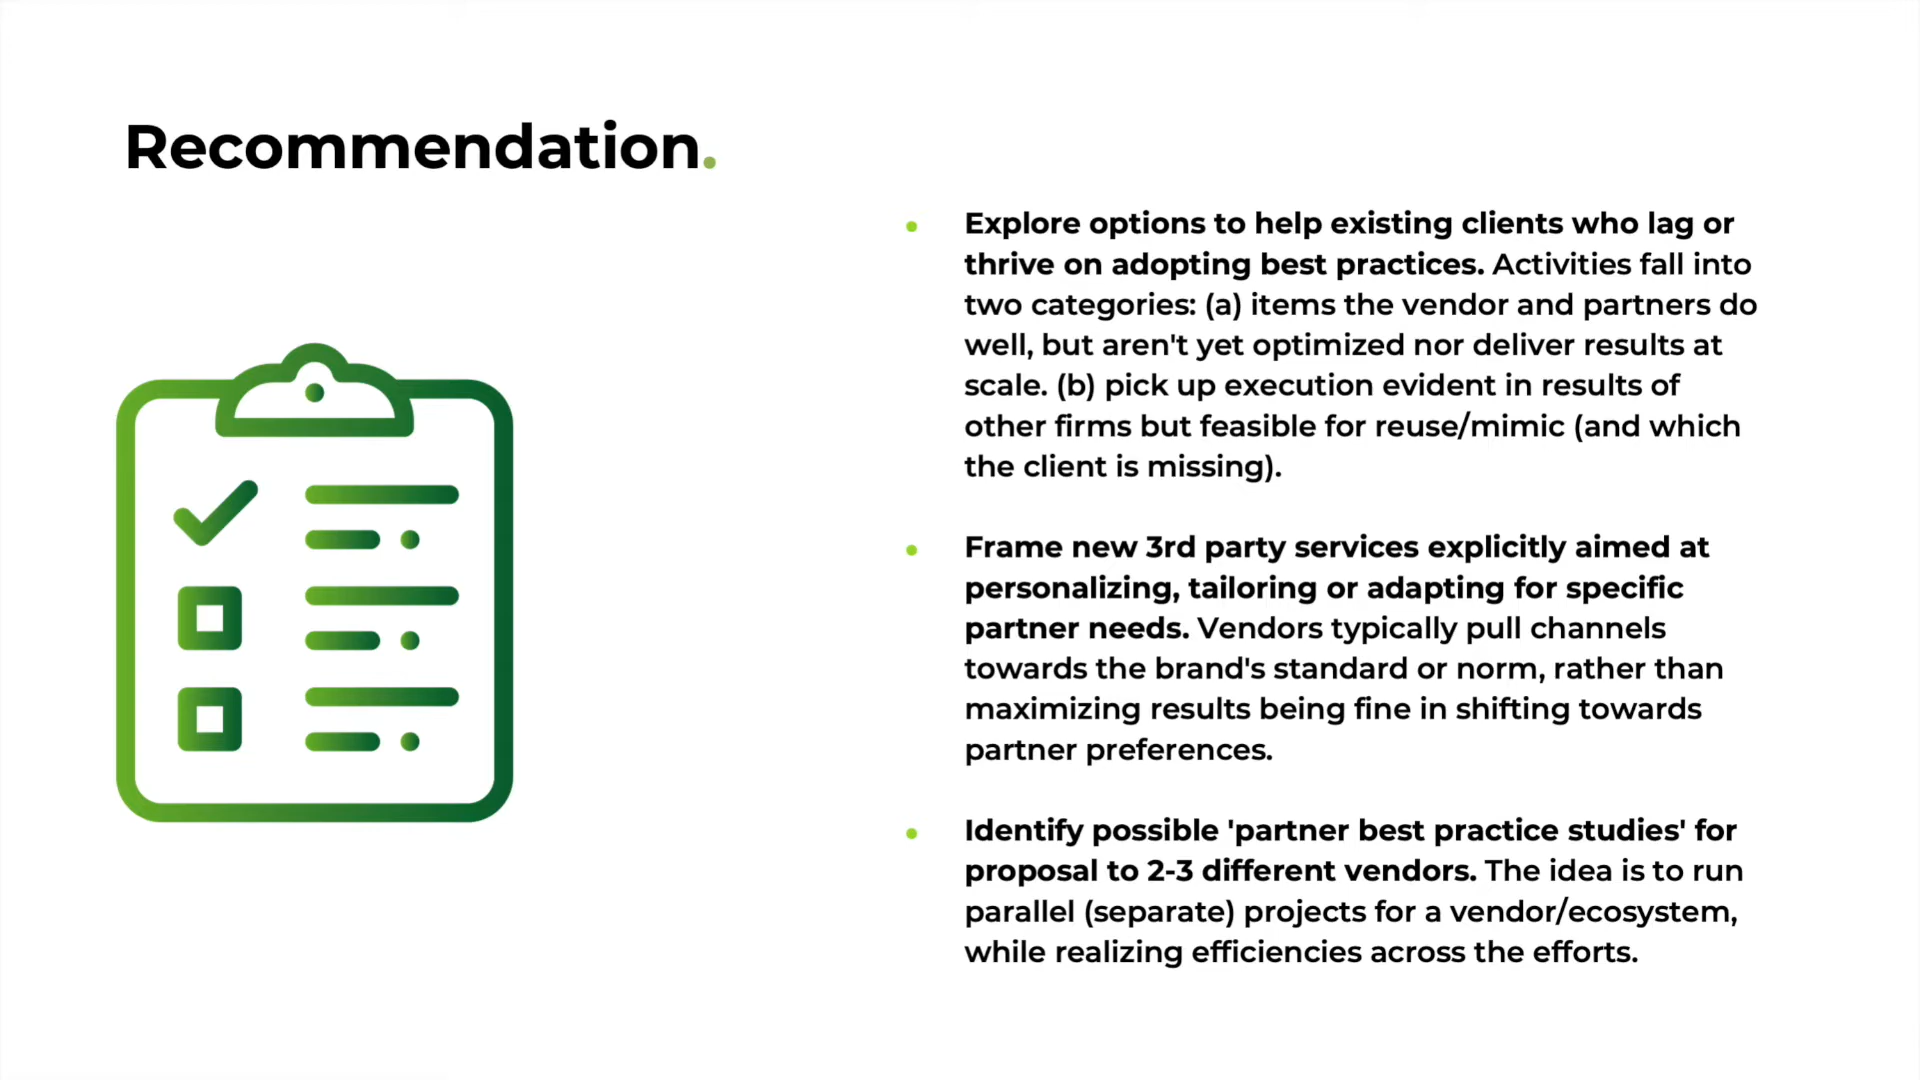 Recommendation.
• Explore options to help existing clients who lag or
thrive on adopting best practices. Activities fall into
two categories: (a) items the vendor and partners do
well, but aren't yet optimized nor deliver results at
scale. (b) pick up execution evident in results of
other firms but feasible for reuse/mimic (and which
the client is missing).
• Frame new 3rd party services explicitly aimed at
personalizing, tailoring or adapting for specific
partner needs. Vendors typically pull channels
towards the brand's standard or norm, rather than
maximizing results being fine in shifting towards
partner preferences.
• Identify possible 'partner best practice studies' for
proposal to 2-3 different vendors. The idea is to run
parallel (separate) projects for a vendor/ecosystem,
while realizing efficiencies across the efforts.